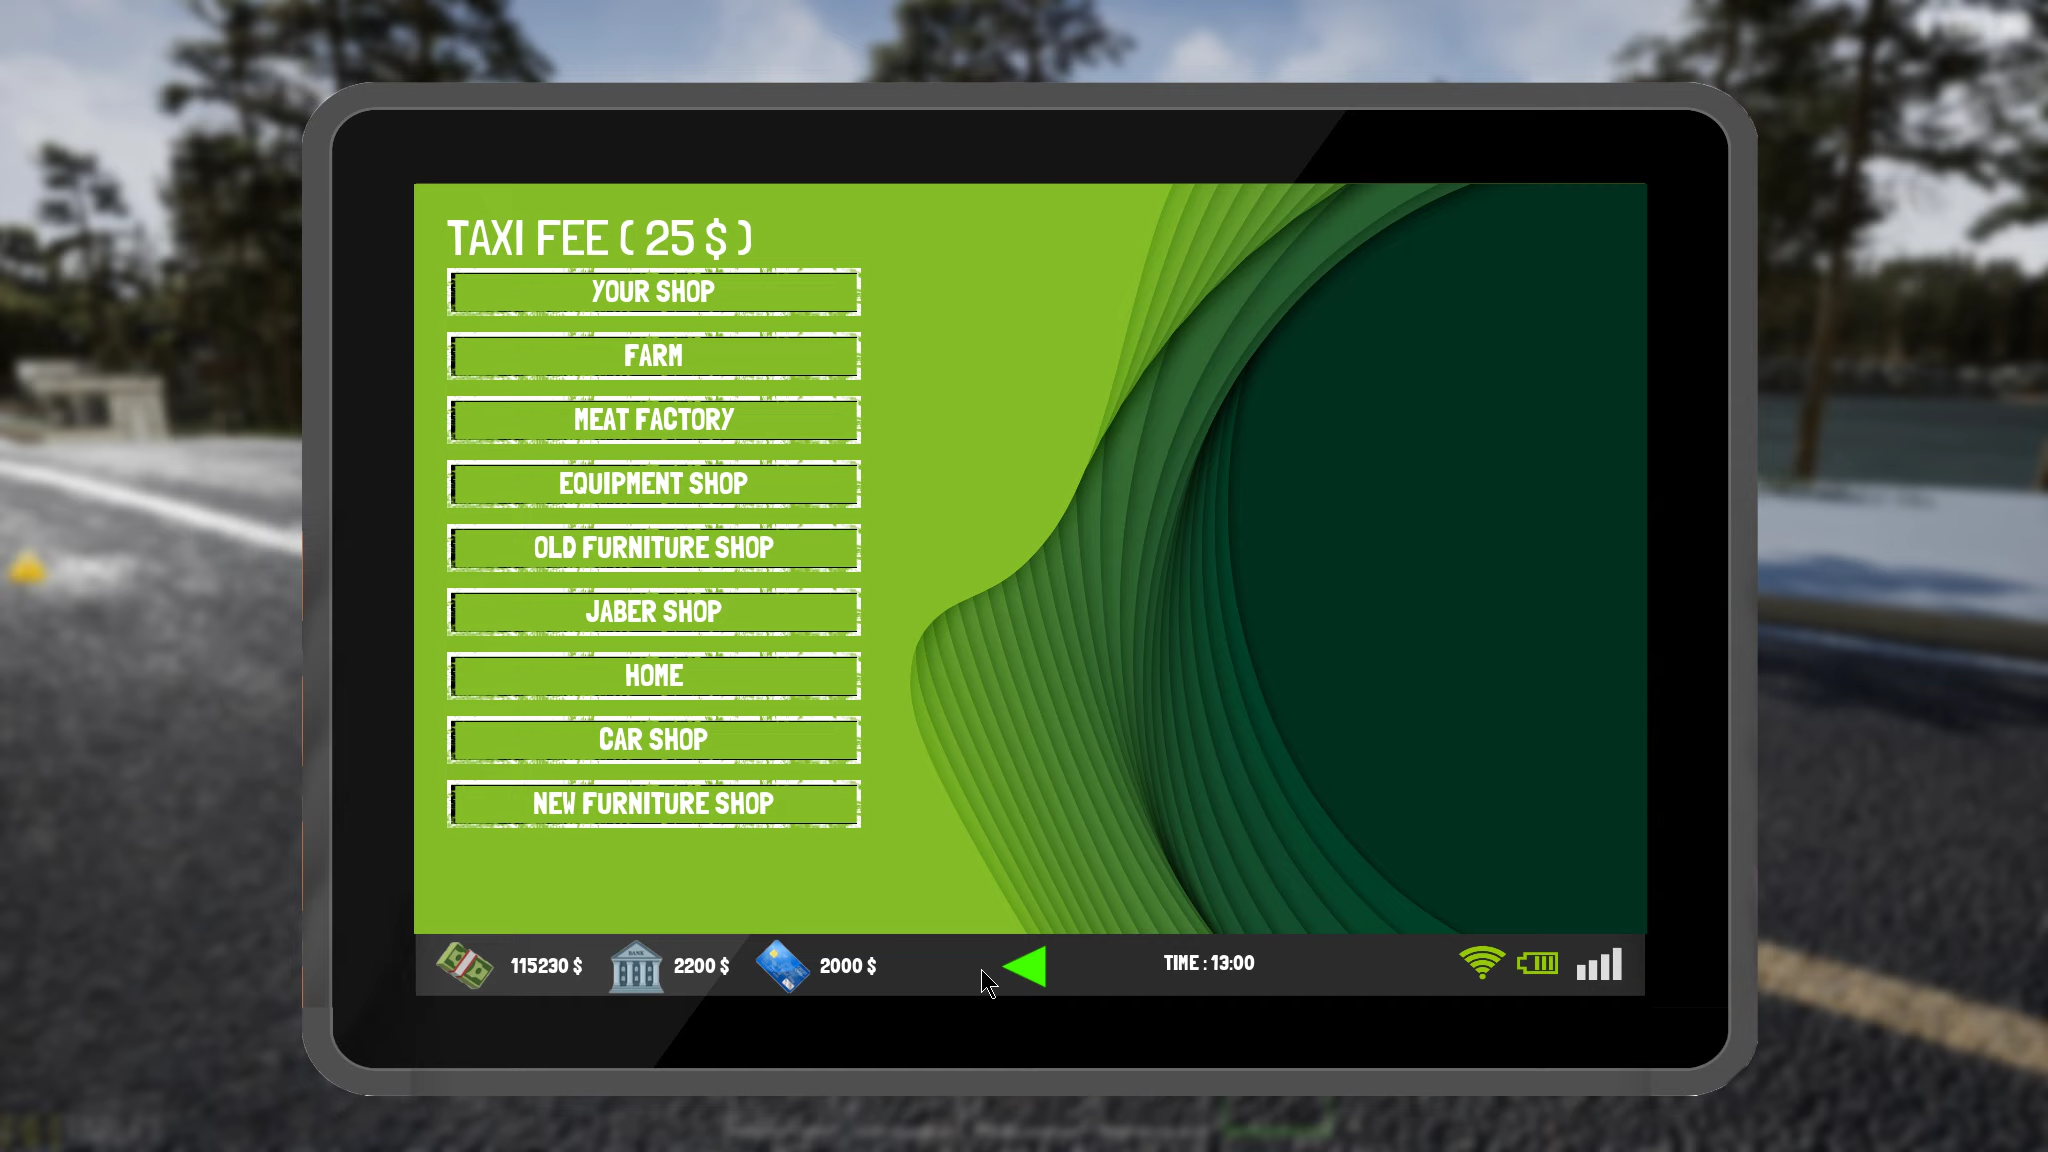 TAXI FEE ( 25 $ )
YOUR SHOP
FARM
MEAT FACTORY
EQUIPMENT SHOP
OLD FURNITURE SHOP
JABER SHOP
HOME
CAR SHOP
NEW FURNITURE SHOP
115230 $ BANK 2200 $ 2000 $ TIME : 13:00